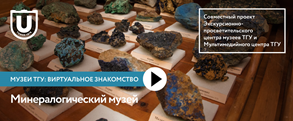 Совместный проект
Экскурсионно-
просветительского
центра музеев ТГУ и
Мультимедийного центра ТГУ
МУЗЕИ ТГУ: ВИРТУАЛЬНОЕ ЗНАКОМСТВО
Минералогический музей